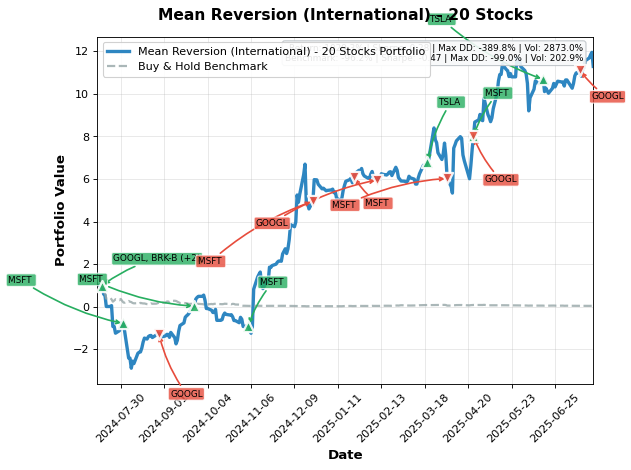 Mean Reversion (International) - 20 Stocks
TSLA
Mean Reversion (International) - 20 Stocks Portfolio
Buy & Hold Benchmark
| Max DD: -389.8% | Vol: 2873.0%
47 | Max DD: -99.0% | Vol: 202.9%
GOOGL
TSLA
MSFT
GOOGL
MSFT
MSFT
GOOGL
GOOGL, BRK-B (+2
MSFT
MSFT
MSFT
MSFT
GOOGL
Portfolio Value
12
10
8
6
4
2
0
−2
2024-07-30
2024-10-04
2024-11-06
2024-12-09
2025-01-11
2025-02-13
2025-03-18
2025-04-20
2025-05-23
2025-06-25
Date